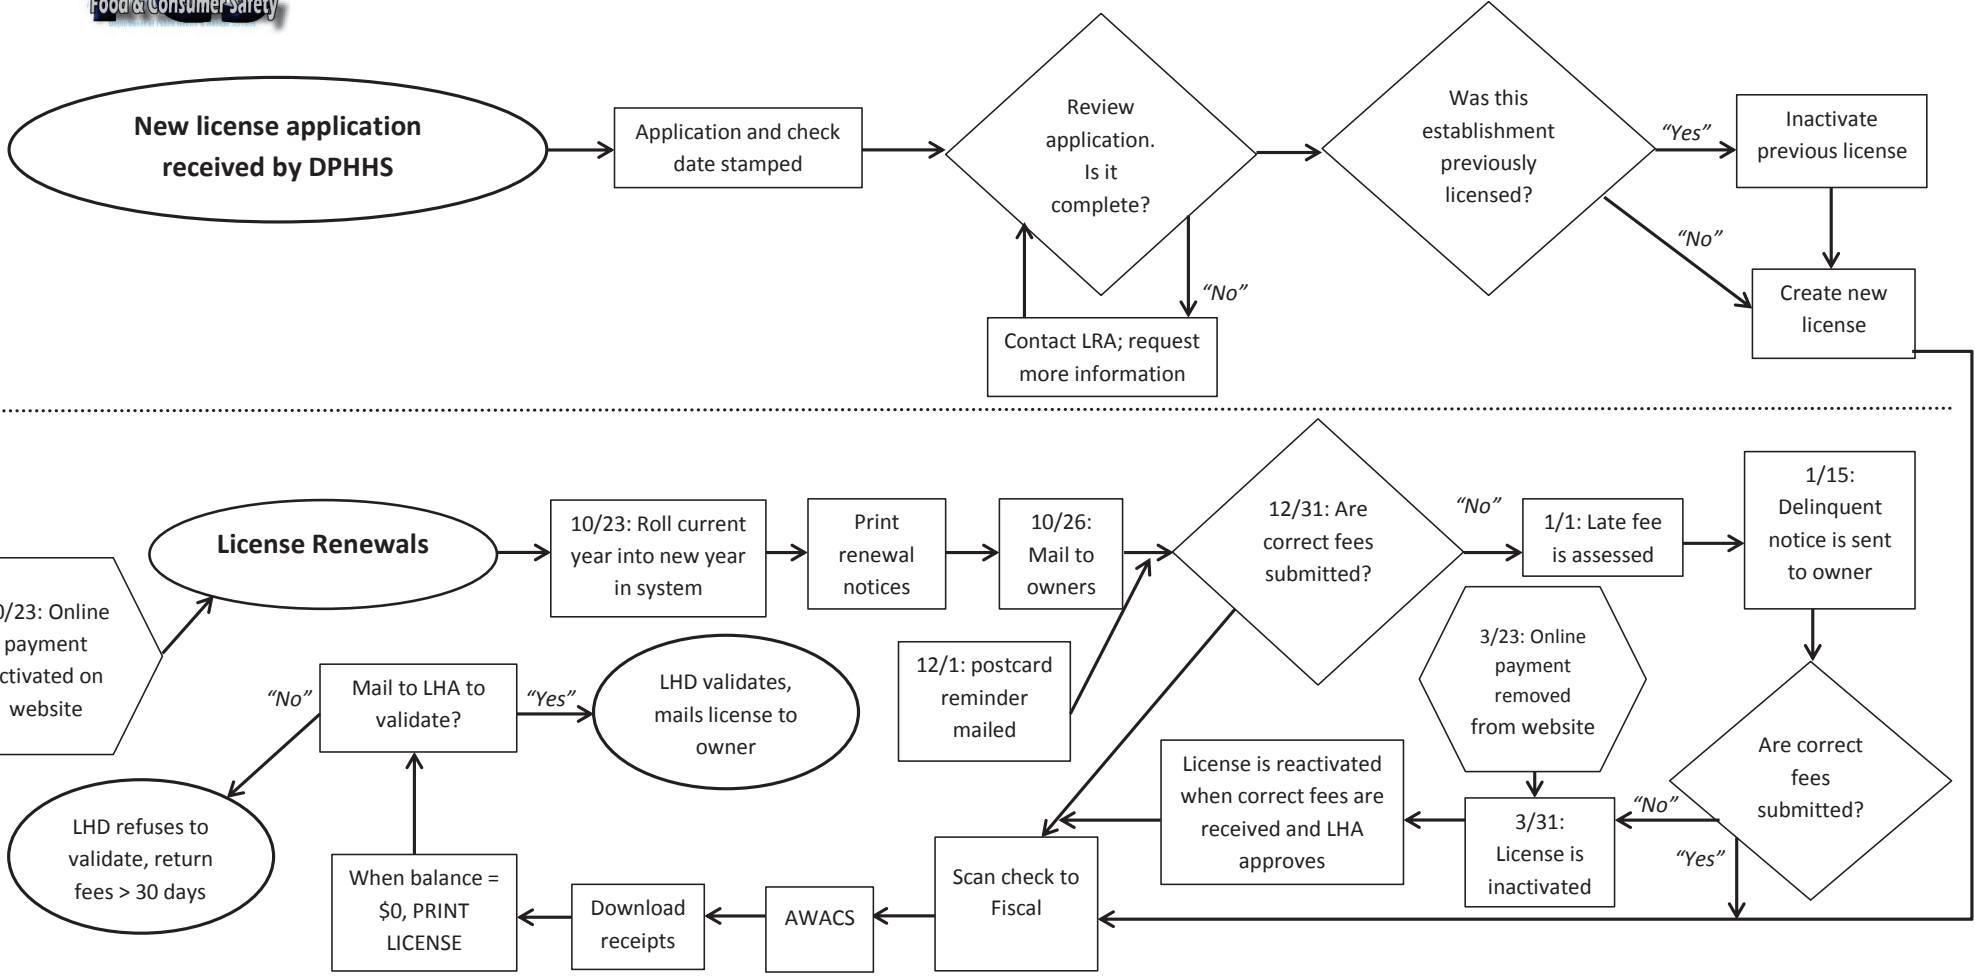 Food & Consumer Safety
New license application
received by DPHHS
Application and check
date stamped
Review
application.
Is it
complete?
“No”
Contact LRA; request
more information
Was this
establishment
previously
licensed?
“Yes”
Inactivate
previous license
“No”
Create new
license
0/23: Online
payment
ctivated on
website
License Renewals
10/23: Roll current
year into new year
in system
Print
renewal
notices
10/26:
Mail to
owners
12/1: postcard
reminder
mailed
12/31: Are
correct fees
submitted?
“No”
1/1: Late fee
is assessed
1/15:
Delinquent
notice is sent
to owner
3/23: Online
payment
removed
from website
Are correct
fees
submitted?
“No”
“Yes”
3/31:
License is
inactivated
License is reactivated
when correct fees are
received and LHA
approves
Scan check to
Fiscal
AWACS
Download
receipts
When balance =
$0, PRINT
LICENSE
Mail to LHA to
validate?
“Yes”
LHD validates,
mails license to
owner
“No”
LHD refuses to
validate, return
fees > 30 days